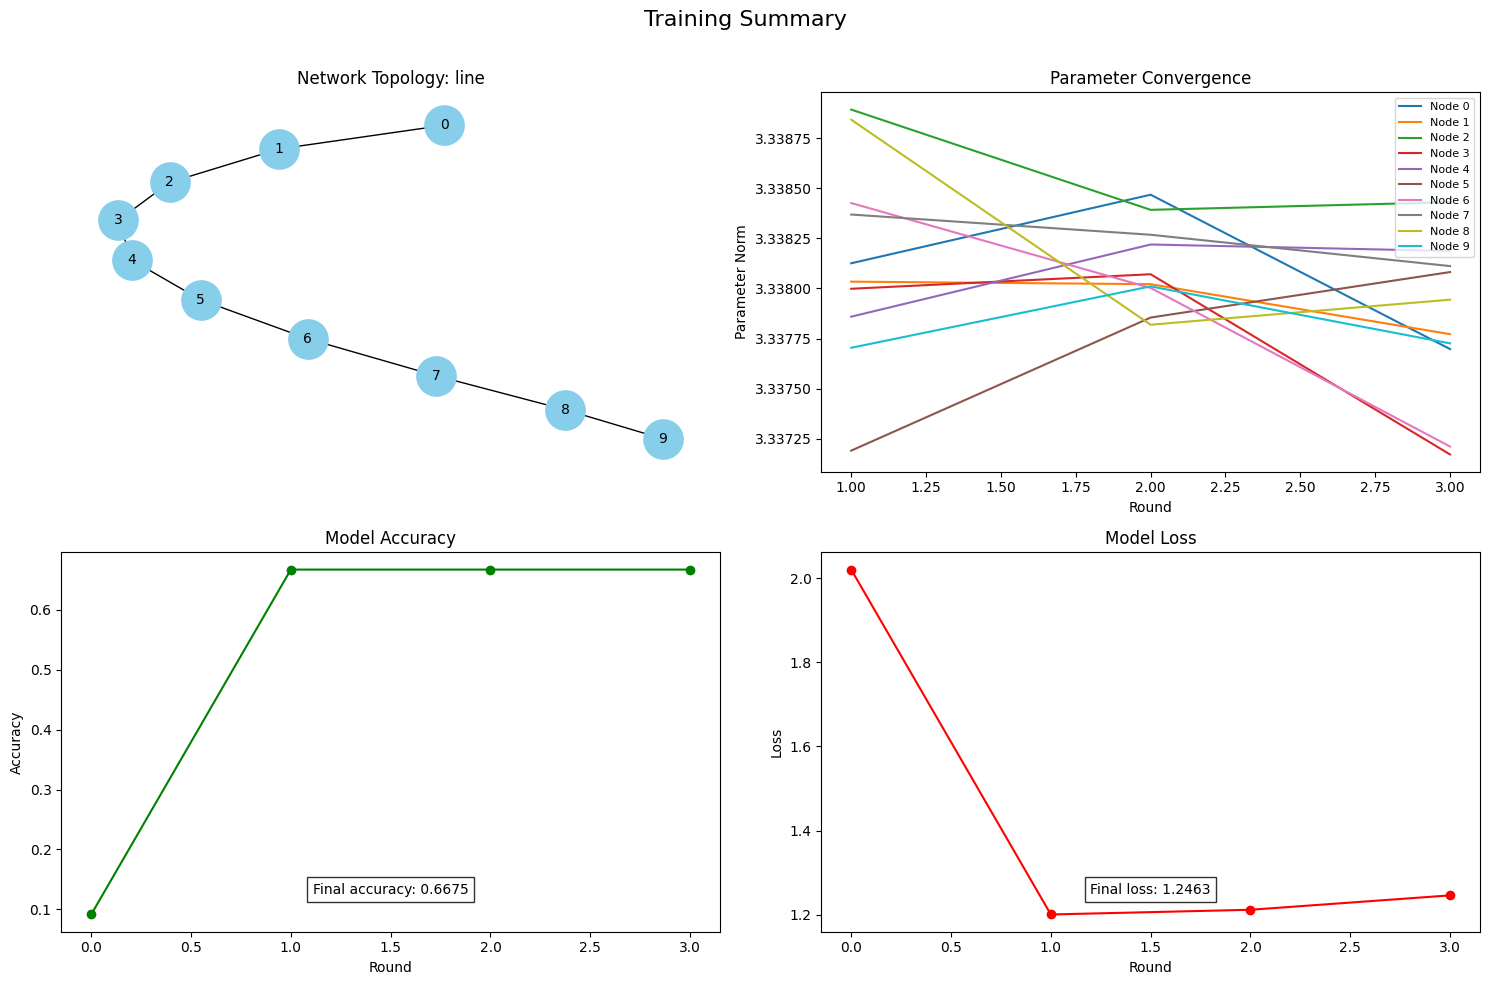 Training Summary
Network Topology: line
0
1
2
3
4
5
6
7
8
9
Parameter Convergence
Parameter Norm
3.33875
3.33850
3.33825
3.33800
3.33775
3.33750
3.33725
Node 0
Node 1
Node 2
Node 3
Node 4
Node 5
Node 6
Node 7
Node 8
Node 9
1.00 1.25 1.50 1.75 2.00 2.25 2.50 2.75 3.00
Round
Model Accuracy
Accuracy
0.6
0.5
0.4
0.3
0.2
0.1
Final accuracy: 0.6675
0.0 0.5 1.0 1.5 2.0 2.5 3.0
Round
Model Loss
Loss
2.0
1.8
1.6
1.4
1.2
Final loss: 1.2463
0.0 0.5 1.0 1.5 2.0 2.5 3.0
Round